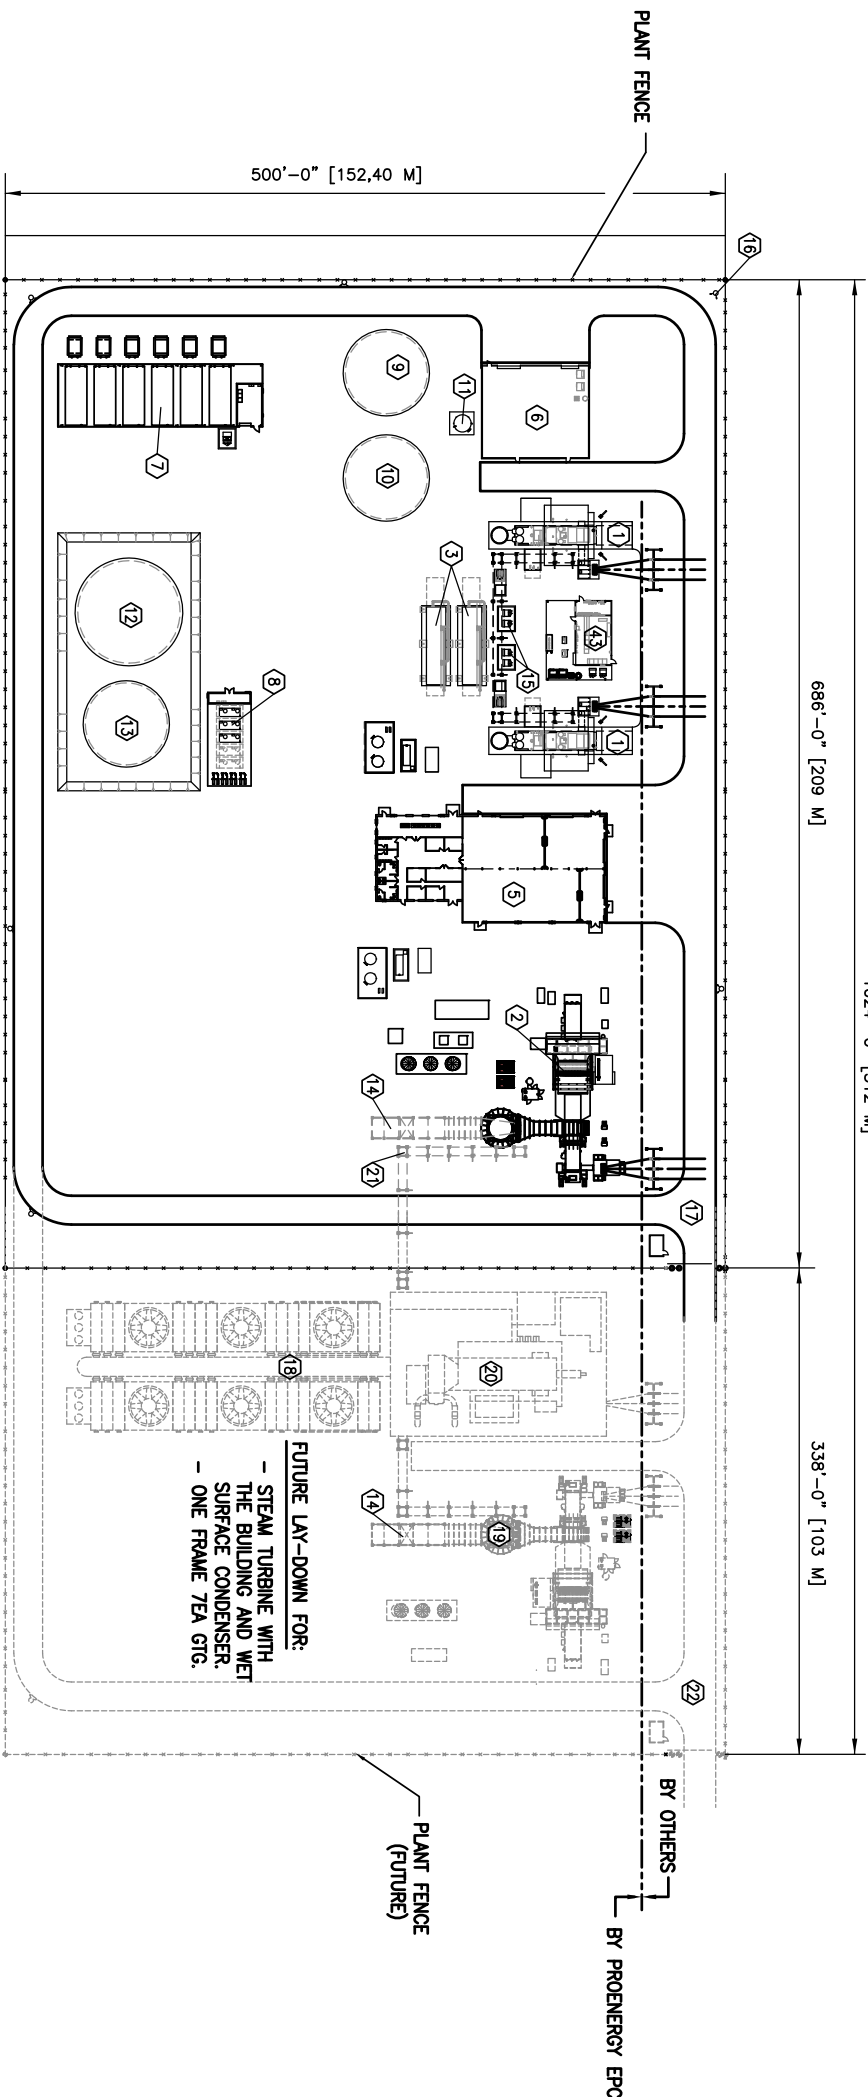 PLANT FENCE
500'-0" [152,40 M]
16
686'-0" [209 M]
9
11
6
10
7
1
3
43
15
12
8
13
1
5
2
14
21
17
338'-0" [103 M]
18
20
FUTURE LAY-DOWN FOR:
- STEAM TURBINE WITH
THE BUILDING AND WET
SURFACE CONDENSER.
- ONE FRAME 7EA GTG.
14
19
22
PLANT FENCE
(FUTURE)
BY OTHERS
BY PROENERGY EPC